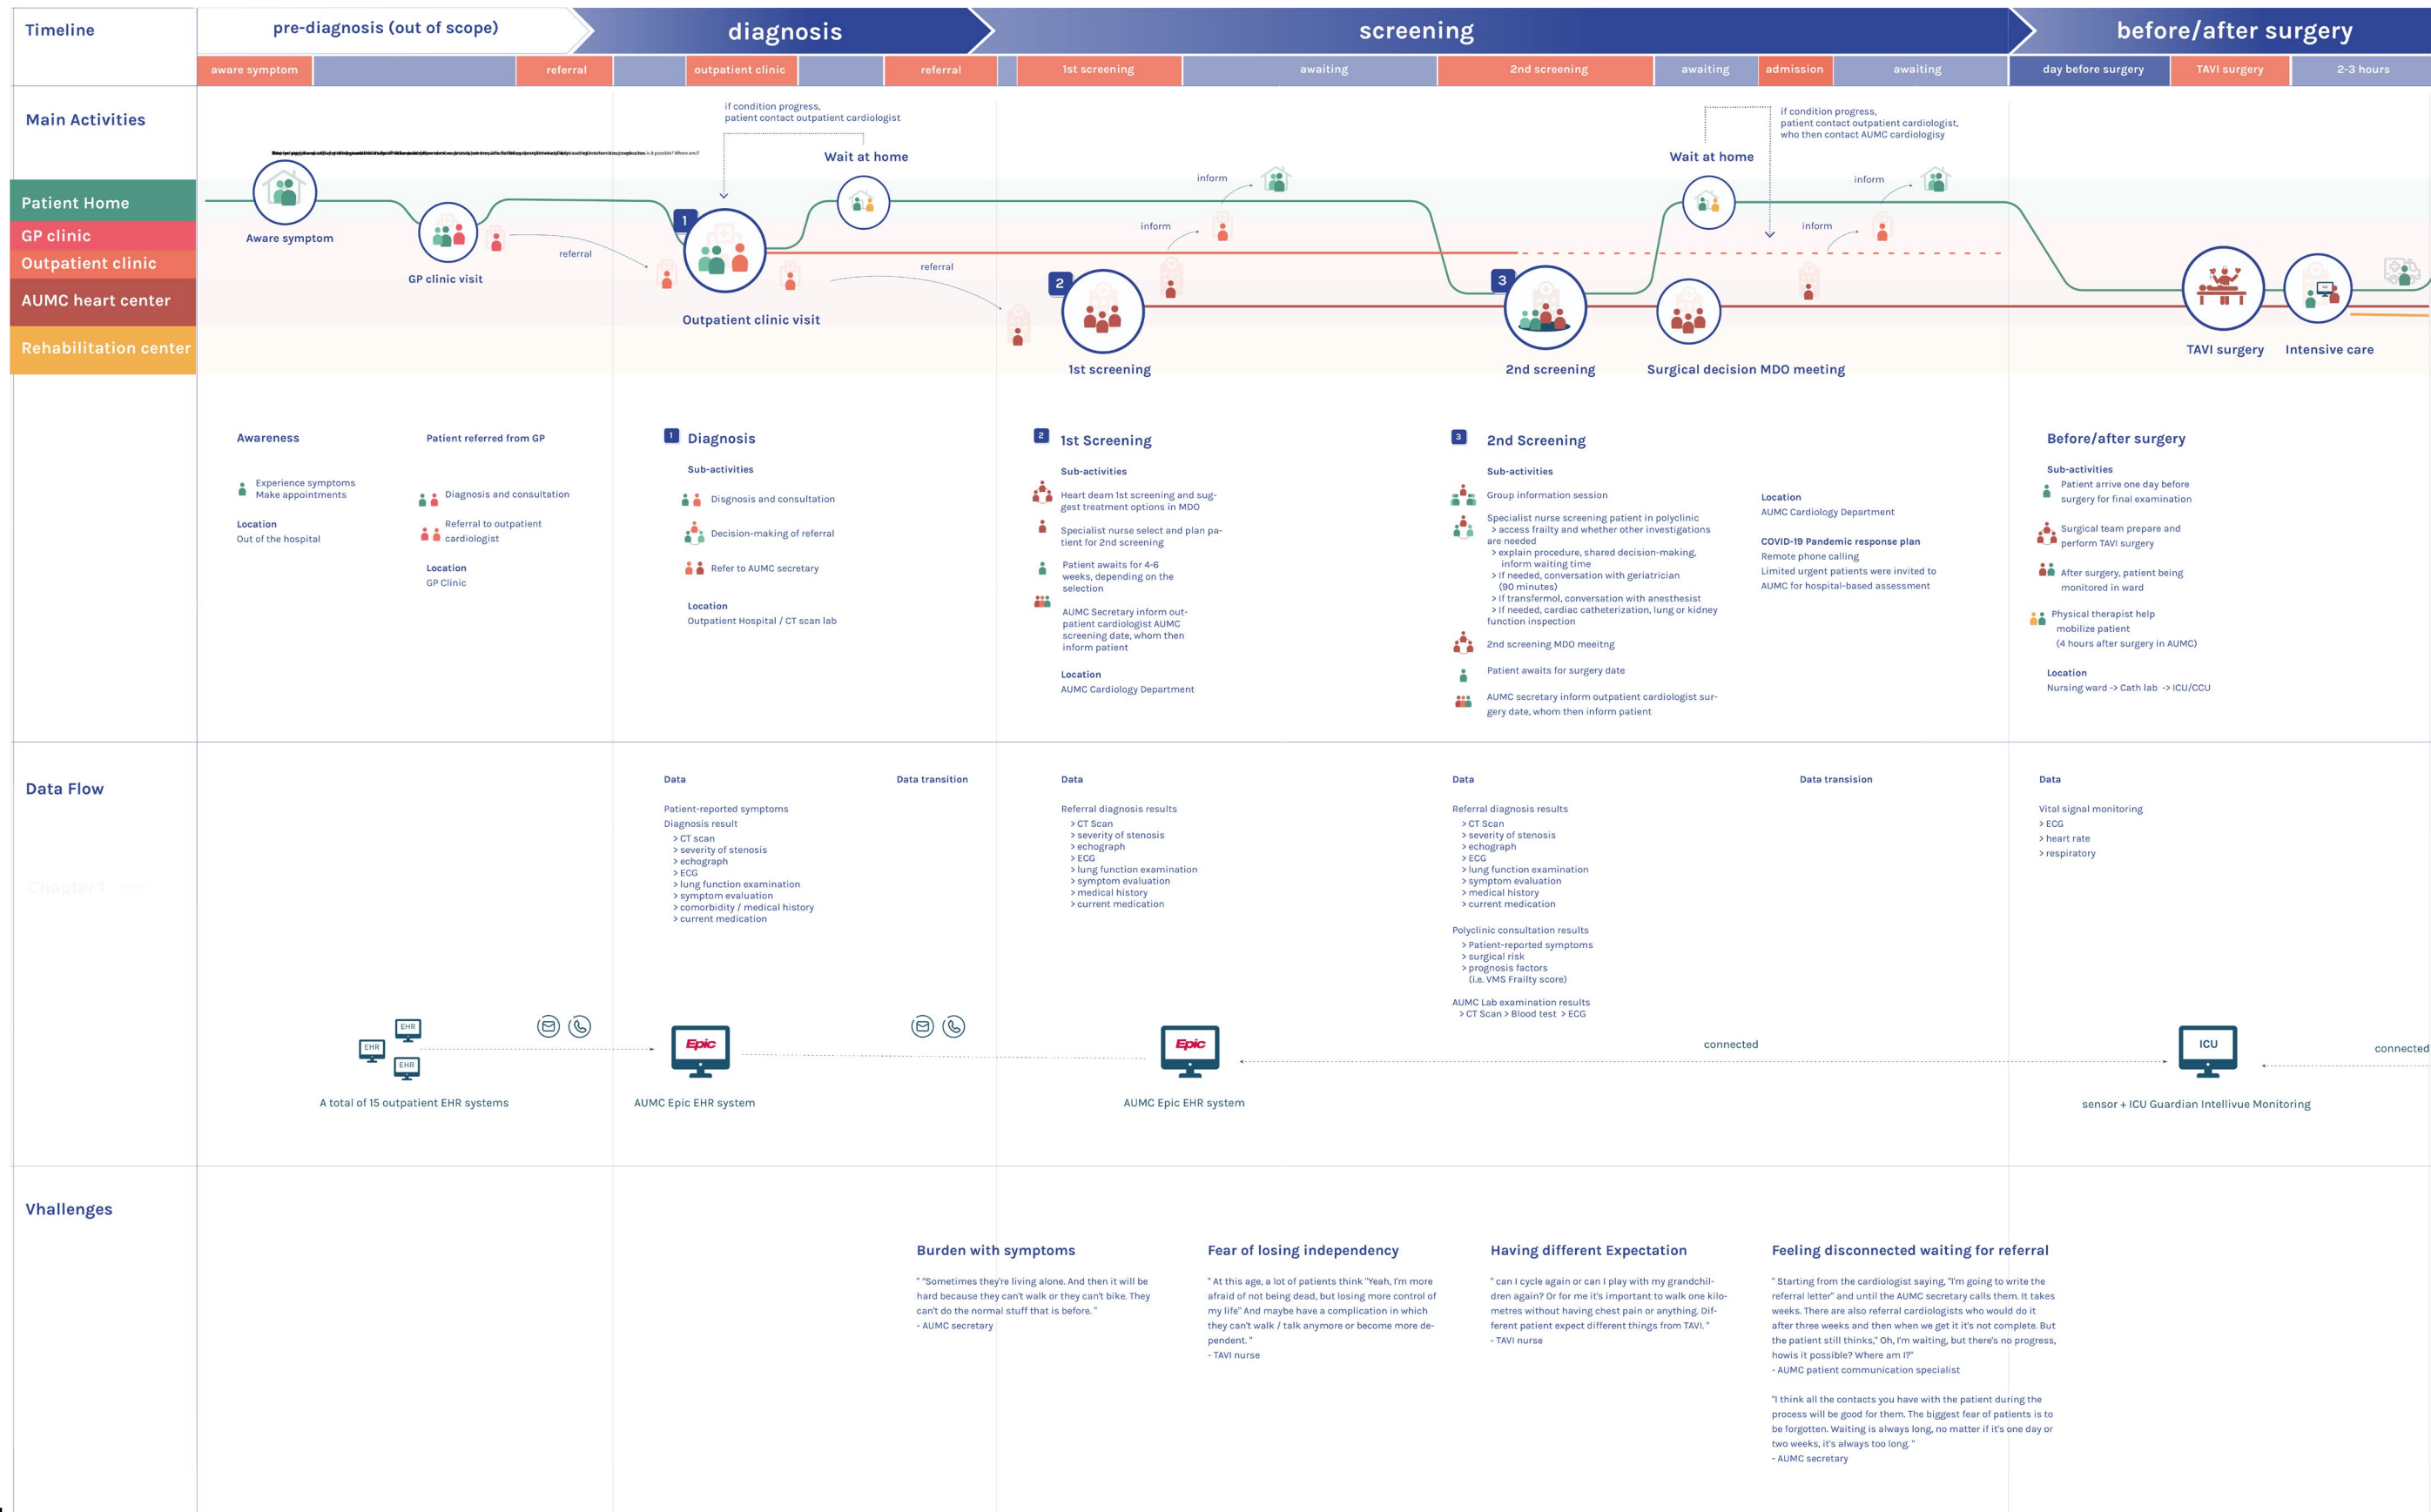 Timeline
pre-diagnosis (out of scope)
diagnosis
screening
before/after surgery
aware symptom
referral
outpatient clinic
referral
1st screening
awaiting
2nd screening
awaiting
admission
awaiting
day before surgery
TAVI surgery
2-3 hours
Main Activities
if condition progress,
patient contact outpatient cardiologist
if condition progress,
patient contact outpatient cardiologist,
who then contact AUMC cardiologisy
Wait at home
Wait at home
Patient Home
GP clinic
Outpatient clinic
AUMC heart center
Rehabilitation center
Aware symptom
GP clinic visit
referral
1
Outpatient clinic visit
referral
2
1st screening
inform
inform
3
2nd screening
Surgical decision MDO meeting
inform
inform
TAVI surgery
Intensive care
Awareness
Experience symptoms
Make appointments
Location
Out of the hospital
Patient referred from GP
Diagnosis and consultation
Referral to outpatient
cardiologist
Location
GP Clinic
1
Diagnosis
Sub-activities
Disgnosis and consultation
Decision-making of referral
Refer to AUMC secretary
Location
Outpatient Hospital / CT scan lab
2
1st Screening
Sub-activities
Heart deam 1st screening and sug-
gest treatment options in MDO
Specialist nurse select and plan pa-
tient for 2nd screening
Patient awaits for 4-6
weeks, depending on the
selection
AUMC Secretary inform out-
patient cardiologist AUMC
screening date, whom then
inform patient
Location
AUMC Cardiology Department
3
2nd Screening
Sub-activities
Group information session
Specialist nurse screening patient in polyclinic
> access frailty and whether other investigations
are needed
> explain procedure, shared decision-making,
inform waiting time
> If needed, conversation with geriatrician
(90 minutes)
> If transfermol, conversation with anesthesist
> If needed, cardiac catheterization, lung or kidney
function inspection
2nd screening MDO meeitng
Patient awaits for surgery date
AUMC secretary inform outpatient cardiologist sur-
gery date, whom then inform patient
Location
AUMC Cardiology Department
COVID-19 Pandemic response plan
Remote phone calling
Limited urgent patients were invited to
AUMC for hospital-based assessment
Before/after surgery
Sub-activities
Patient arrive one day before
surgery for final examination
Surgical team prepare and
perform TAVI surgery
After surgery, patient being
monitored in ward
Physical therapist help
mobilize patient
(4 hours after surgery in AUMC)
Location
Nursing ward -> Cath lab -> ICU/CCU
Data Flow
Chapter 1
Data
Patient-reported symptoms
Diagnosis result
> CT scan
> severity of stenosis
> echograph
> ECG
> lung function examination
> symptom evaluation
> comorbidity / medical history
> current medication
Data transition
Data
Referral diagnosis results
> CT Scan
> severity of stenosis
> echograph
> ECG
> lung function examination
> symptom evaluation
> medical history
> current medication
Data
Referral diagnosis results
> CT Scan
> severity of stenosis
> echograph
> ECG
> lung function examination
> symptom evaluation
> medical history
> current medication
Polyclinic consultation results
> Patient-reported symptoms
> surgical risk
> prognosis factors
(i.e. VMS Frailty score)
AUMC Lab examination results
> CT Scan > Blood test > ECG
Data transision
Data
Vital signal monitoring
> ECG
> heart rate
> respiratory
EHR
EHR
EHR
A total of 15 outpatient EHR systems
Epic
AUMC Epic EHR system
Epic
AUMC Epic EHR system
connected
ICU
sensor + ICU Guardian Intellivue Monitoring
connected
Vhallenges
Burden with symptoms
" "Sometimes they're living alone. And then it will be
hard because they can't walk or they can't bike. They
can't do the normal stuff that is before. "
- AUMC secretary
Fear of losing independency
" At this age, a lot of patients think "Yeah, I'm more
afraid of not being dead, but losing more control of
my life" And maybe have a complication in which
they can't walk / talk anymore or become more de-
pendent. "
- TAVI nurse
Having different Expectation
" can I cycle again or can I play with my grandchil-
dren again? Or for me it's important to walk one kilo-
metres without having chest pain or anything. Dif-
ferent patient expect different things from TAVI. "
- TAVI nurse
Feeling disconnected waiting for referral
" Starting from the cardiologist saying, "I'm going to write the
referral letter" and until the AUMC secretary calls them. It takes
weeks. There are also referral cardiologists who would do it
after three weeks and then when we get it it's not complete. But
the patient still thinks," Oh, I'm waiting, but there's no progress,
howis it possible? Where am I?"
- AUMC patient communication specialist
"I think all the contacts you have with the patient during the
process will be good for them. The biggest fear of patients is to
be forgotten. Waiting is always long, no matter if it's one day or
two weeks, it's always too long. "
- AUMC secretary